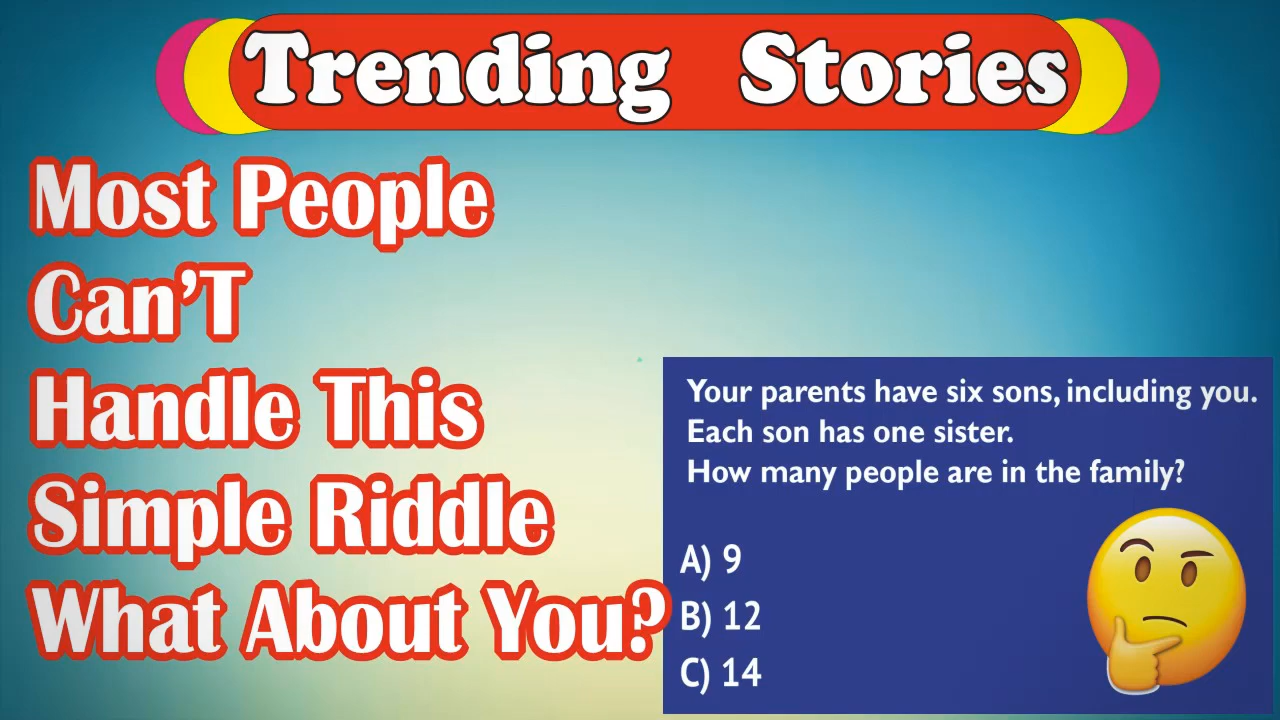 Trending Stories
Most People
Can'T
Handle This
Simple Riddle
What About You?
Your parents have six sons, including you.
Each son has one sister.
How many people are in the family?
A) 9
B) 12
C) 14